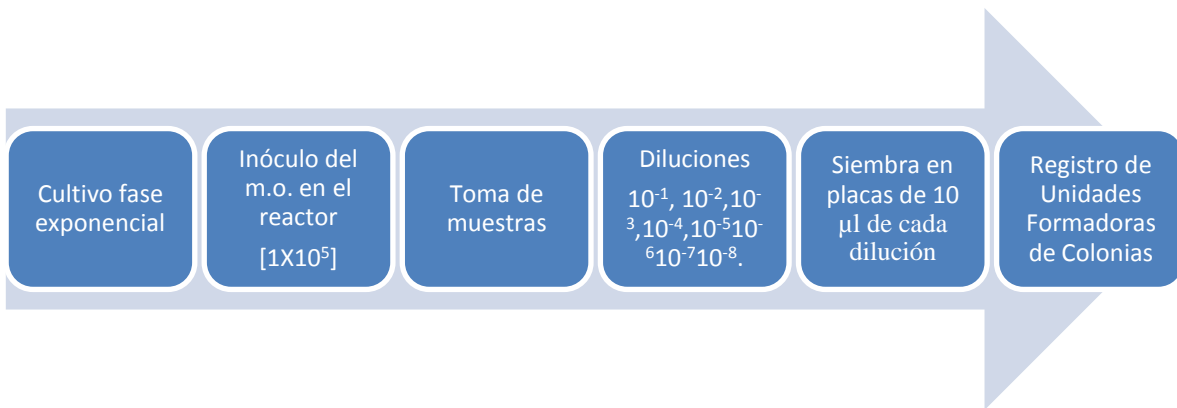 Cultivo fase
exponencial
Inóculo del
m.o. en el
reactor
[1X10⁵]
Toma de
muestras
Diluciones
10⁻¹, 10⁻²,10⁻
³,10⁻⁴,10⁻⁵10⁻
⁶10⁻⁷10⁻⁸.
Siembra en
placas de 10
µl de cada
dilución
Registro de
Unidades
Formadoras
de Colonias